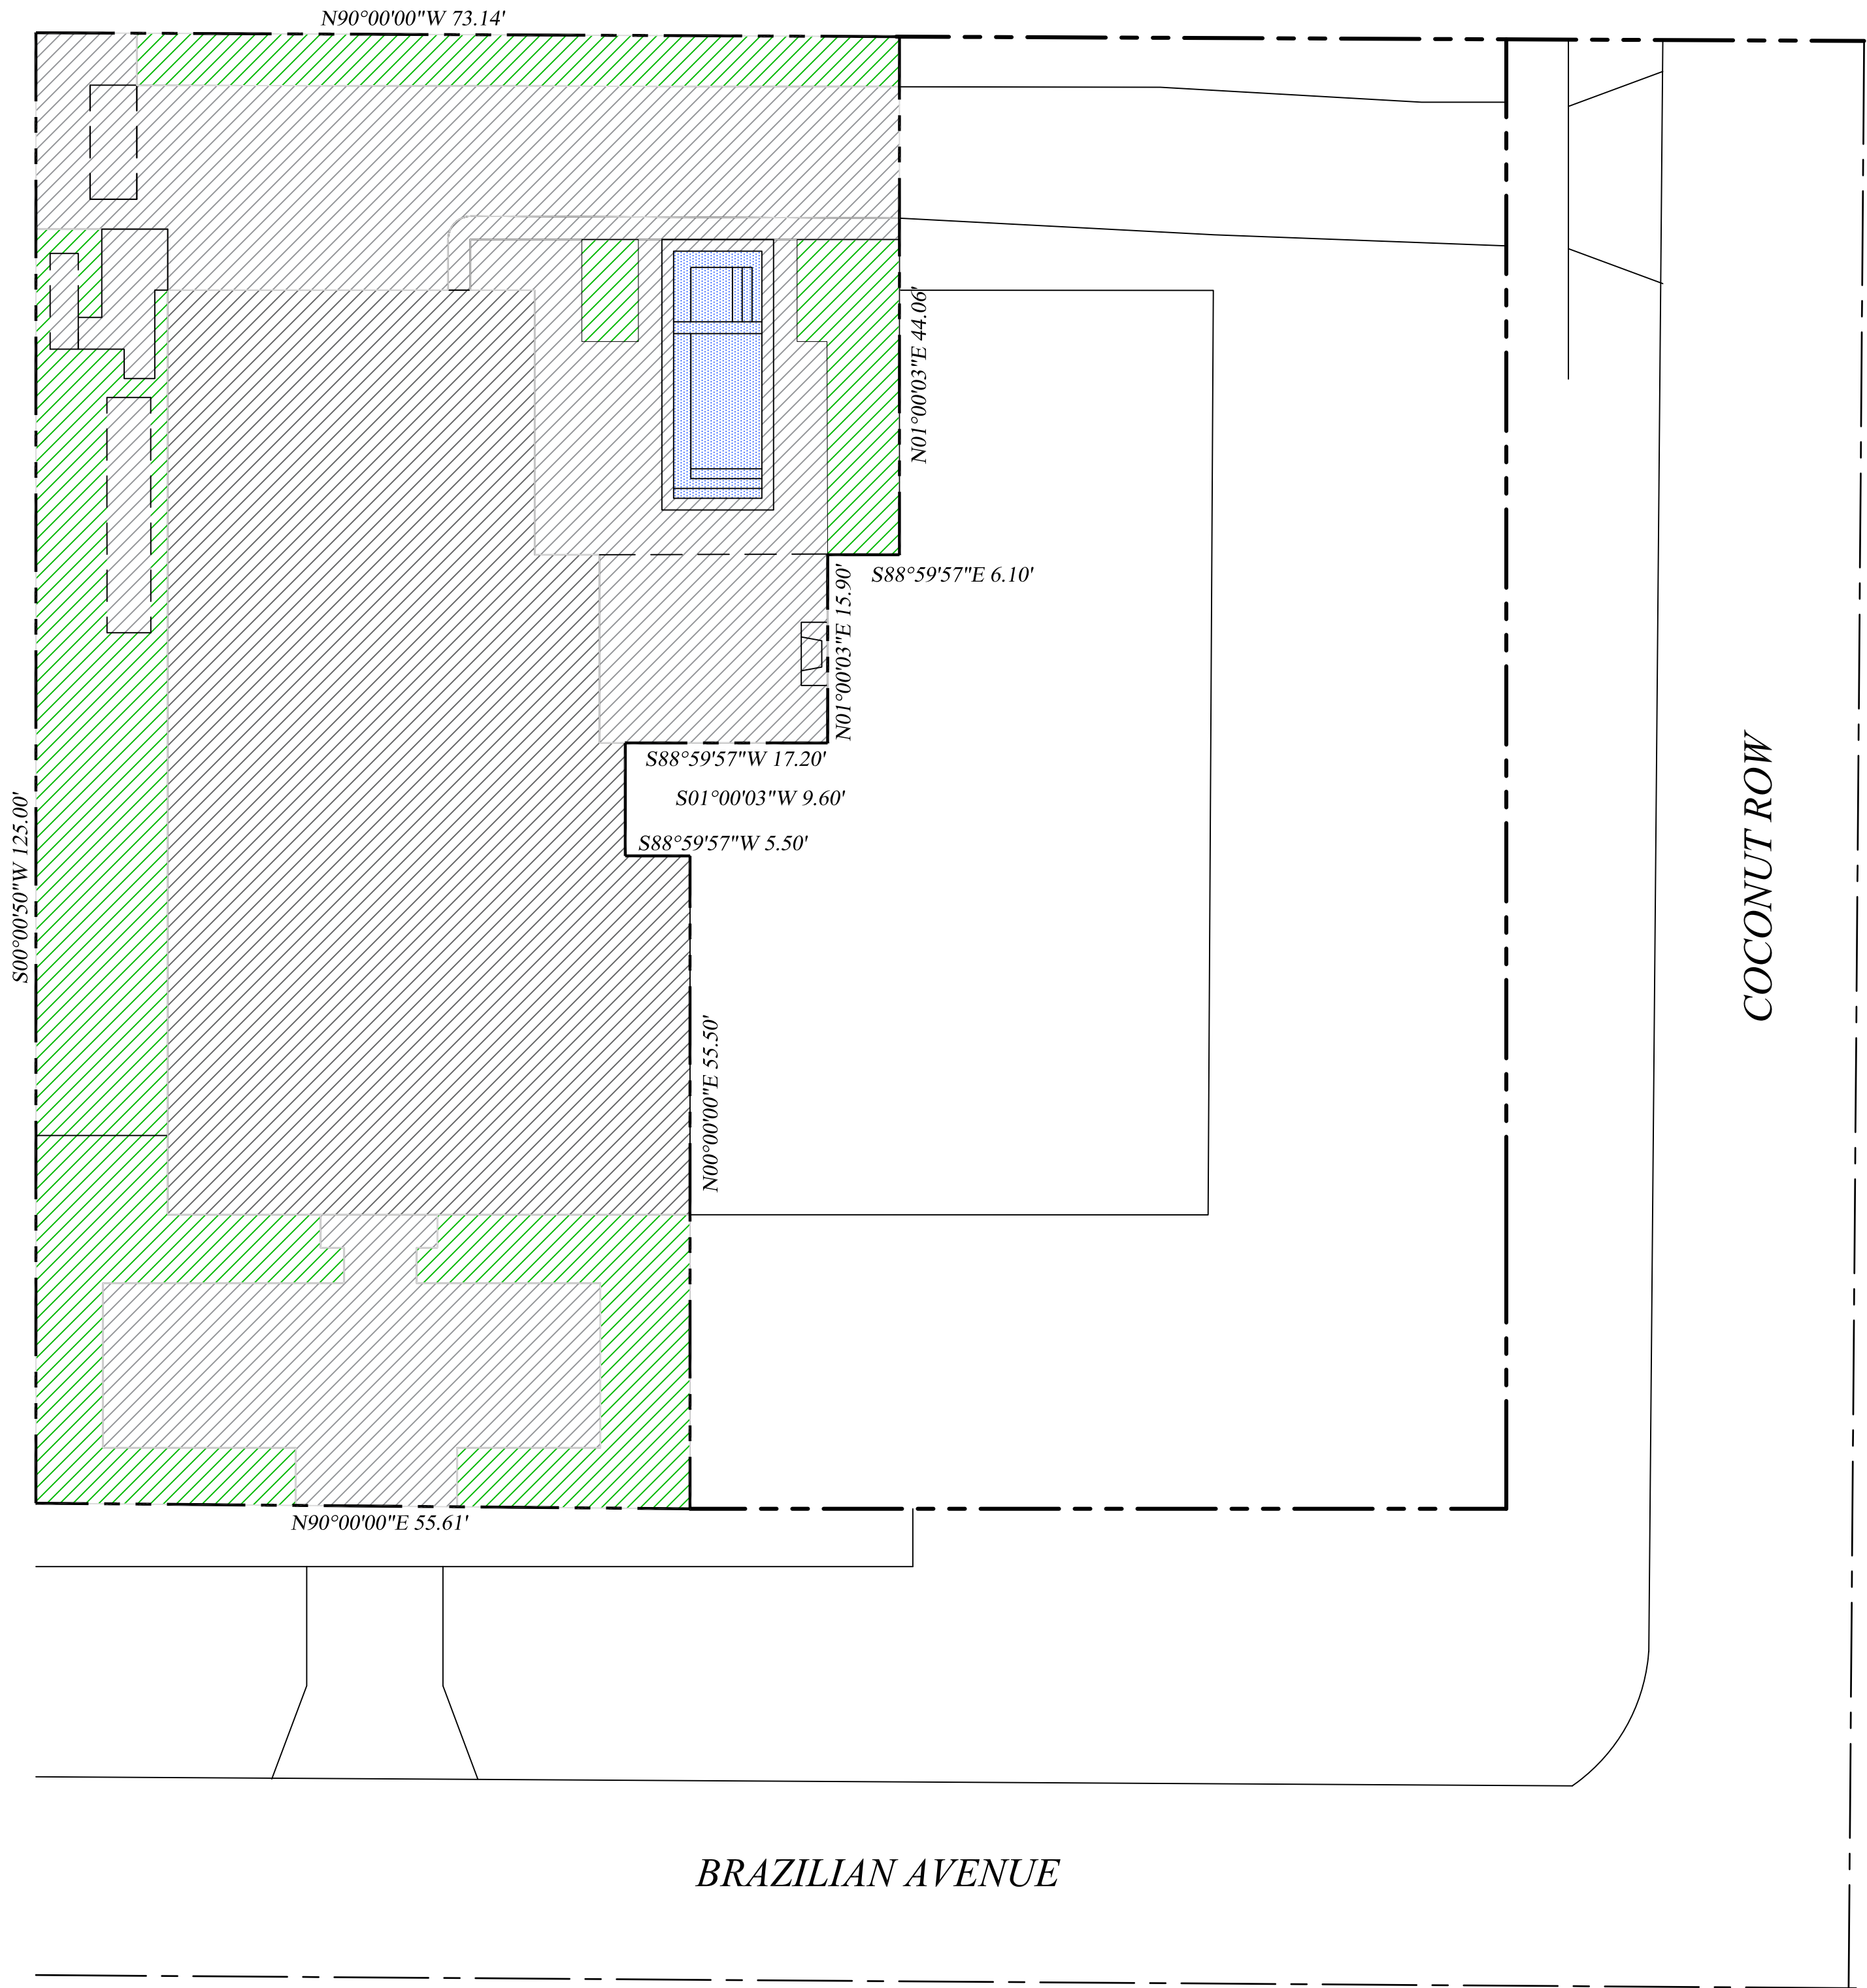 N90°00'00"W 73.14'
N01°00'03"E 44.06'
S88°59'57"E 6.10'
N01°00'03"E 15.90'
S88°59'57"W 17.20'
S01°00'03"W 9.60'
S88°59'57"W 5.50'
S00°00'50"W 125.00'
COCONUT ROW
N00°00'00"E 55.50'
N90°00'00"E 55.61'
BRAZILIAN AVENUE